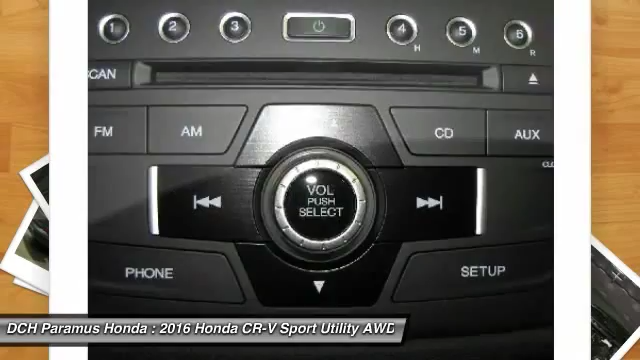 1 2 3 4 5 6
H M R
SCAN
FM AM CD AUX
VOL
PUSH
SELECT
PHONE SETUP
DCH Paramus Honda : 2016 Honda CR-V Sport Utility AWD